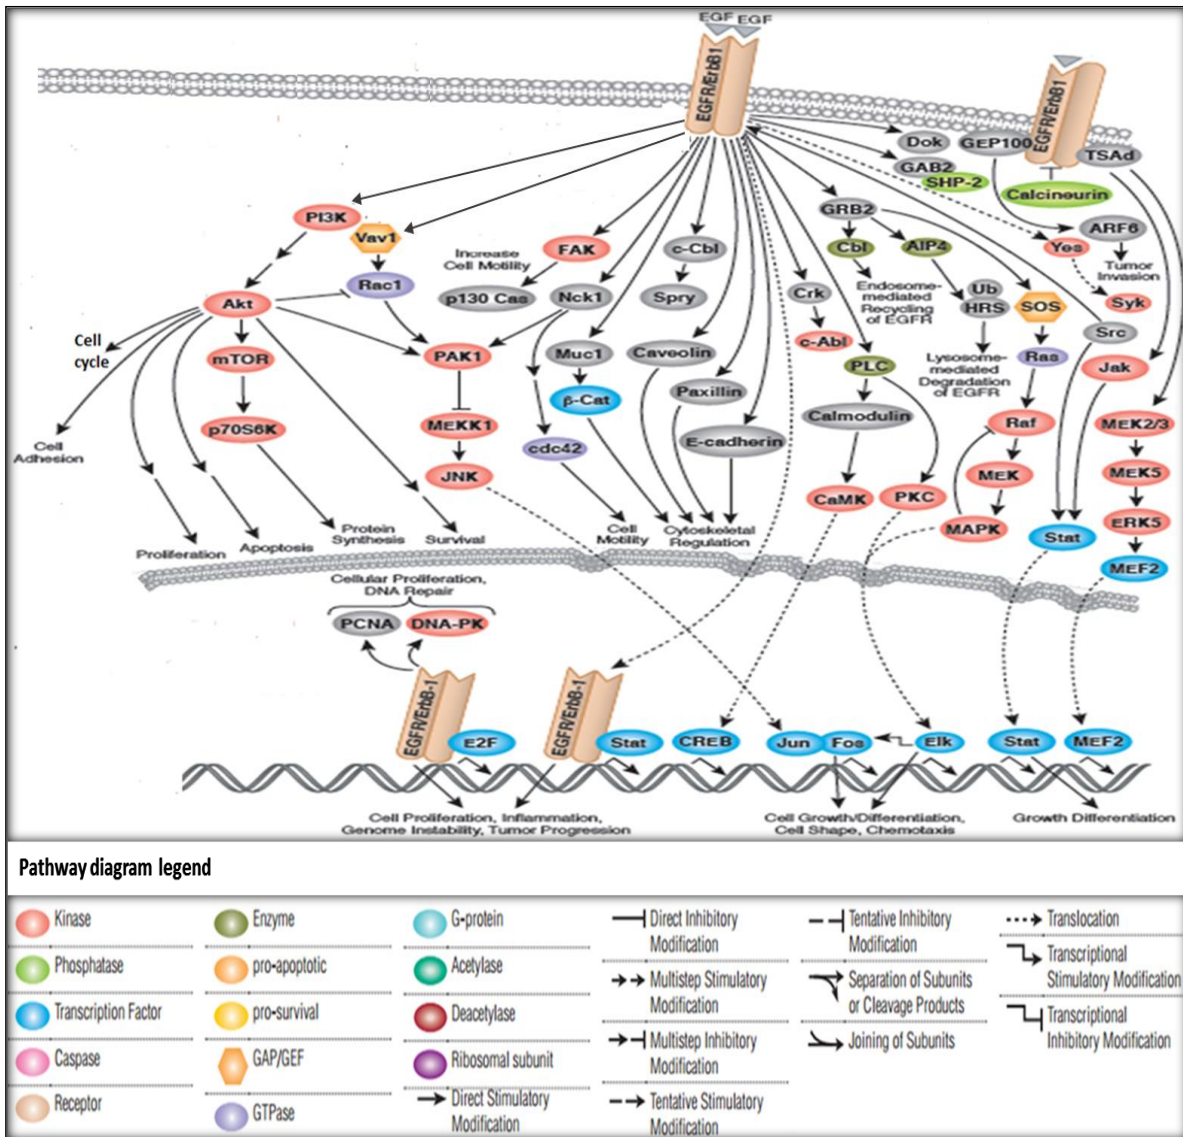 EGF EGF
EGFR/ErbB1
EGFR/ErbB1
Dok
GEP100
TSAd
GAB2
SHP-2
Calcineurin
PI3K
Vav1
GRB2
ARF6
Increase
Cell Motility
FAK
c-Cbl
Cbl
AIP4
Yes
Tumor
Invasion
Akt
Rac1
p130 Cas
Nck1
Spry
Crk
Endosome-
mediated
Recycling
of EGFR
Ub
HRS
SOS
Syk
Cell
cycle
mTOR
PAK1
Muc1
Caveolin
c-Abl
PLC
Lysosome-
mediated
Degradation
of EGFR
Ras
Src
Jak
β-Cat
Paxillin
Calmodulin
Raf
MEK2/3
Cell
Adhesion
p70S6K
MEKK1
cdc42
E-cadherin
JNK
CaMK
PKC
MEK
MEK5
MAPK
ERK5
Stat
MEF2
Proliferation
Apoptosis
Protein
Synthesis
Survival
Cell
Motility
Cytoskeletal
Regulation
Cellular Proliferation,
DNA Repair
PCNA
DNA-PK
EGFR/ErbB-1
E2F
EGFR/ErbB-1
Stat
CREB
Jun
Fos
Elk
Stat
MEF2
Cell Proliferation, Inflammation,
Genome Instability, Tumor Progression
Cell Growth/Differentiation,
Cell Shape, Chemotaxis
Growth Differentiation
Pathway diagram legend
Kinase
Phosphatase
Transcription Factor
Caspase
Receptor
Enzyme
pro-apoptotic
pro-survival
GAP/GEF
GTPase
G-protein
Acetylase
Deacetylase
Ribosomal subunit
Direct Stimulatory
Modification
Direct Inhibitory
Modification
Multistep Stimulatory
Modification
Multistep Inhibitory
Modification
Tentative Stimulatory
Modification
Tentative Inhibitory
Modification
Separation of Subunits
or Cleavage Products
Joining of Subunits
Translocation
Transcriptional
Stimulatory Modification
Transcriptional
Inhibitory Modification